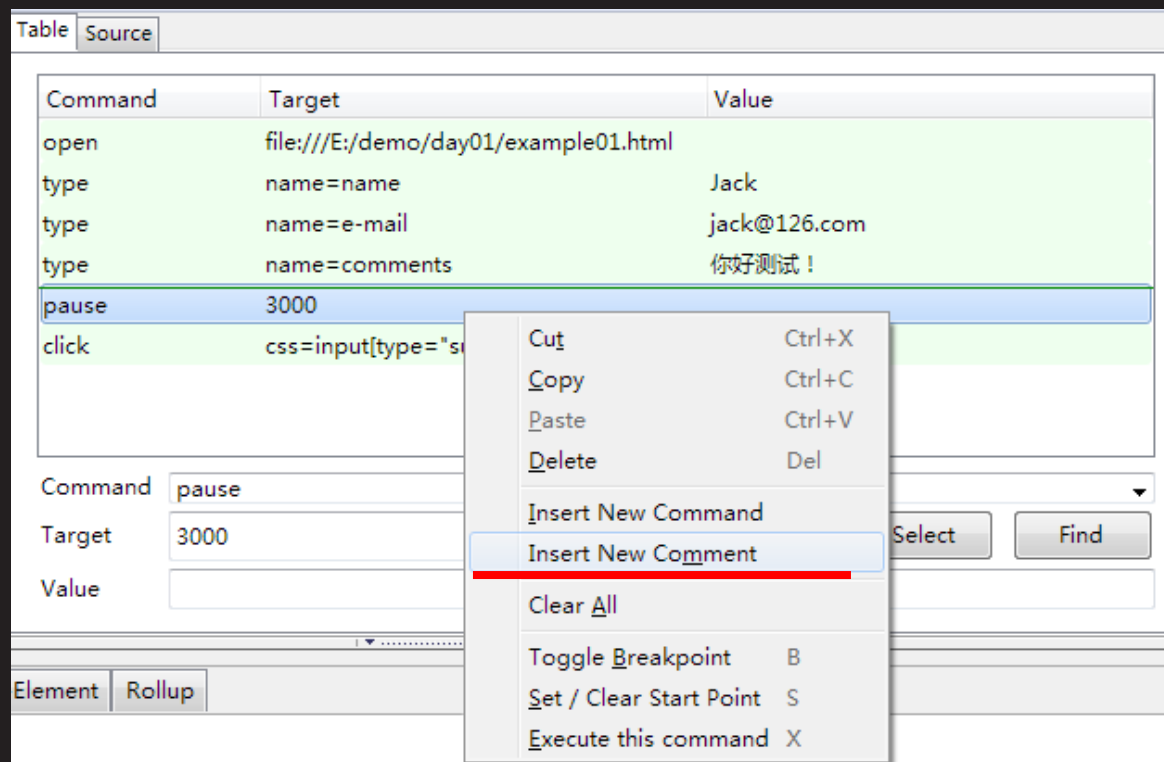 Table Source
Command Target Value
open file:///E:/demo/day01/example01.html
type name=name Jack
type name=e-mail jack@126.com
type name=comments 你好测试！
pause 3000
click css=input[type="su
Cut Ctrl+X
Copy Ctrl+C
Paste Ctrl+V
Delete Del
Insert New Command
Insert New Comment
Clear All
Toggle Breakpoint B
Set / Clear Start Point S
Execute this command X
Command pause
Target 3000 Select Find
Value
Element Rollup